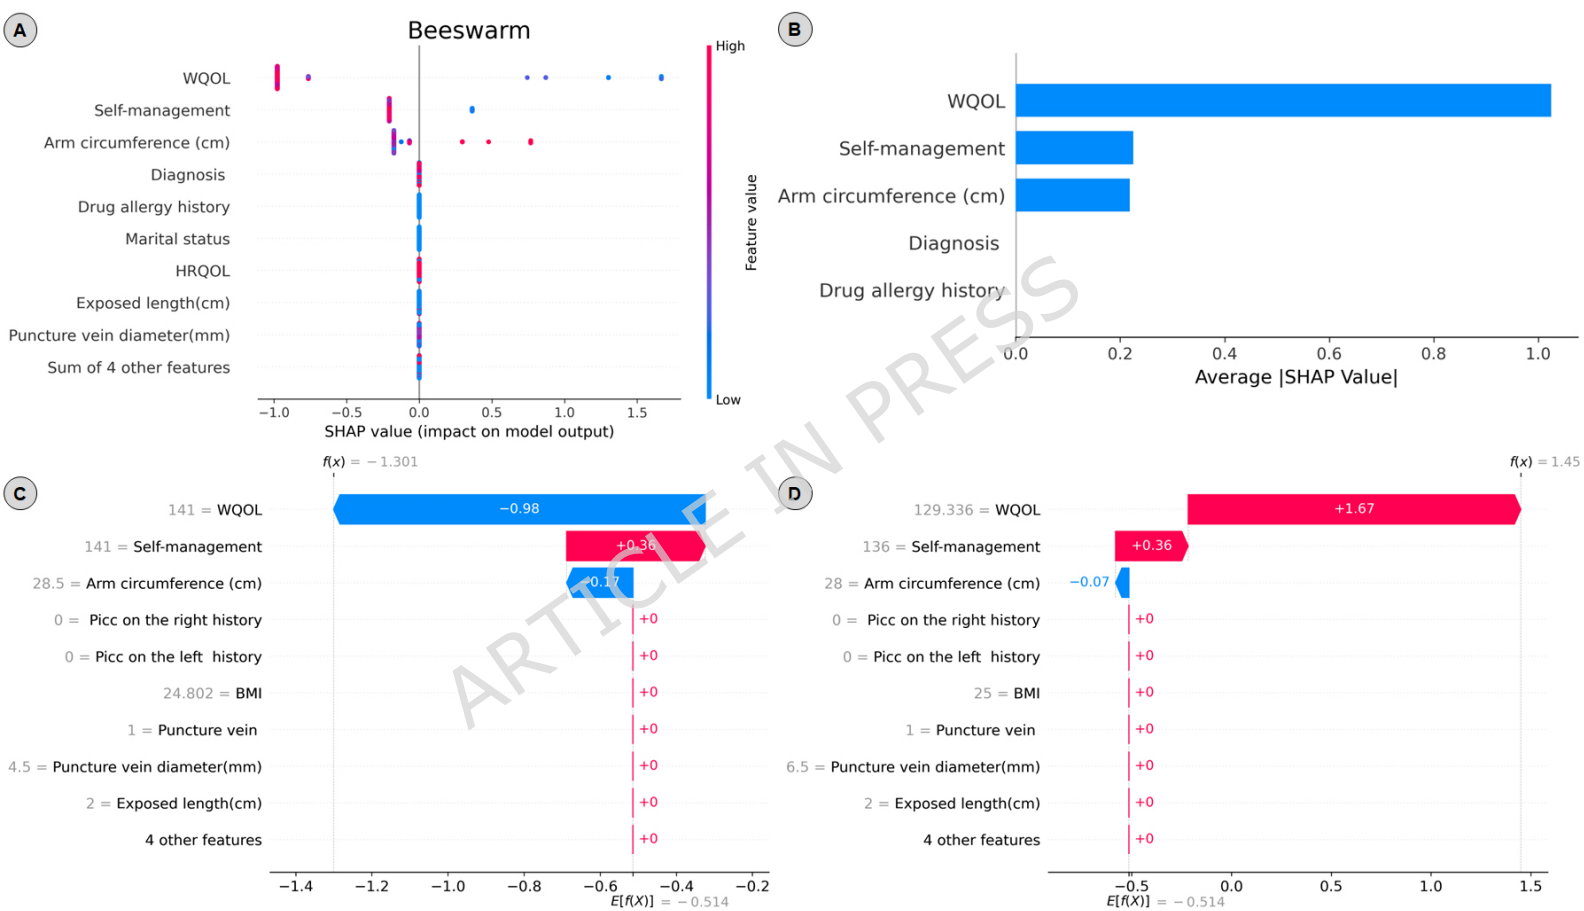 A
Beeswarm
High
WQOL
Self-management
Arm circumference (cm)
Diagnosis
Drug allergy history
Marital status
HRQOL
Exposed length(cm)
Puncture vein diameter(mm)
Sum of 4 other features
Feature value
Low
−1.0 −0.5 0.0 0.5 1.0 1.5
SHAP value (impact on model output)
B
WQOL
Self-management
Arm circumference (cm)
Diagnosis
Drug allergy history
0.0 0.2 0.4 0.6 0.8 1.0
Average |SHAP Value|
C
f(x) = −1.301
141 = WQOL −0.98
141 = Self-management +0.36
28.5 = Arm circumference (cm) −0.17
0 = Picc on the right history +0
0 = Picc on the left history +0
24.802 = BMI +0
1 = Puncture vein +0
4.5 = Puncture vein diameter(mm) +0
2 = Exposed length(cm) +0
4 other features +0
−1.4 −1.2 −1.0 −0.8 −0.6 −0.4 −0.2
E[f(X)] = −0.514
D
f(x) = 1.45
129.336 = WQOL +1.67
136 = Self-management +0.36
28 = Arm circumference (cm) −0.07
0 = Picc on the right history +0
0 = Picc on the left history +0
25 = BMI +0
1 = Puncture vein +0
6.5 = Puncture vein diameter(mm) +0
2 = Exposed length(cm) +0
4 other features +0
−0.5 0.0 0.5 1.0 1.5
E[f(X)] = −0.514
ARTICLE IN PRESS